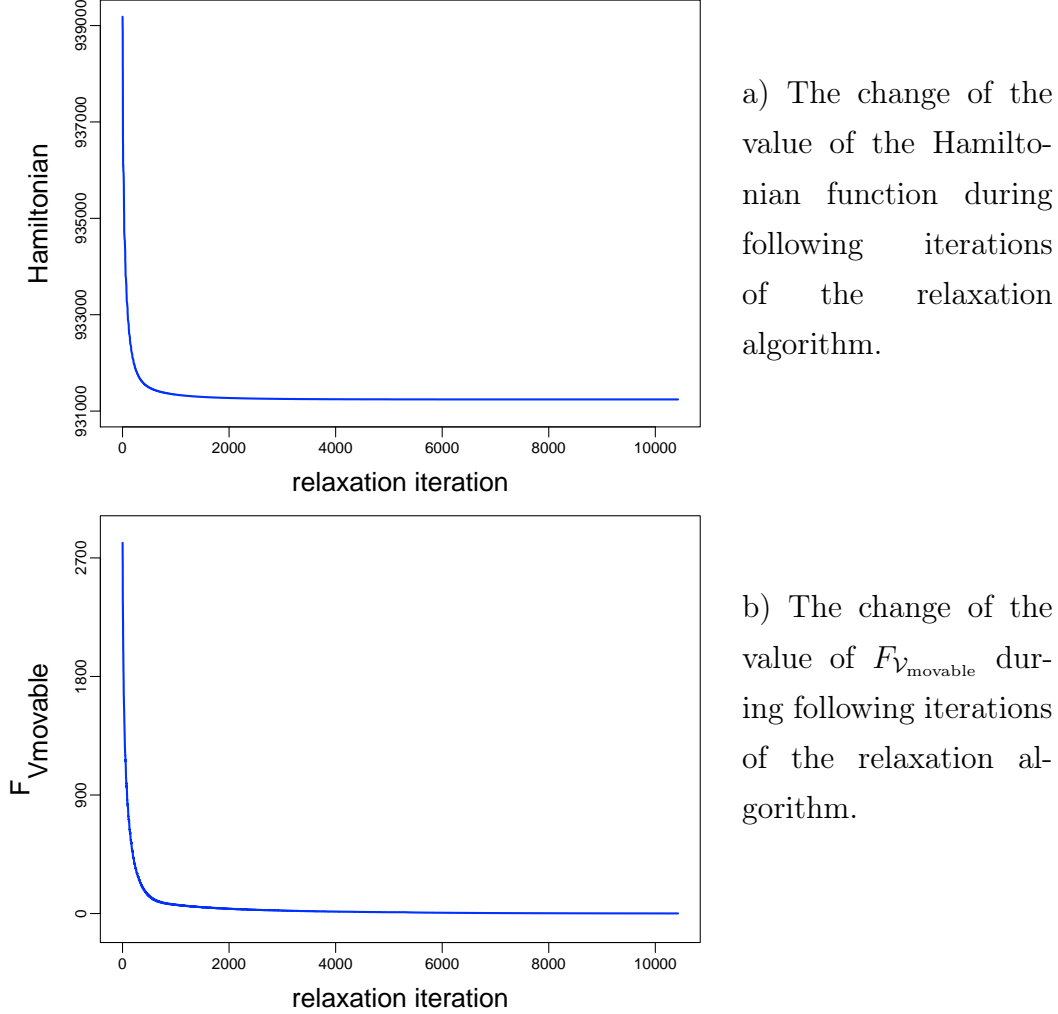 939000
937000
935000
933000
931000
Hamiltonian
0 2000 4000 6000 8000 10000
relaxation iteration
a) The change of the
value of the Hamilto-
nian function during
following iterations
of the relaxation
algorithm.
2700
1800
900
0
F Vmovable
0 2000 4000 6000 8000 10000
relaxation iteration
b) The change of the
value of F𝒱movable dur-
ing following iterations
of the relaxation al-
gorithm.